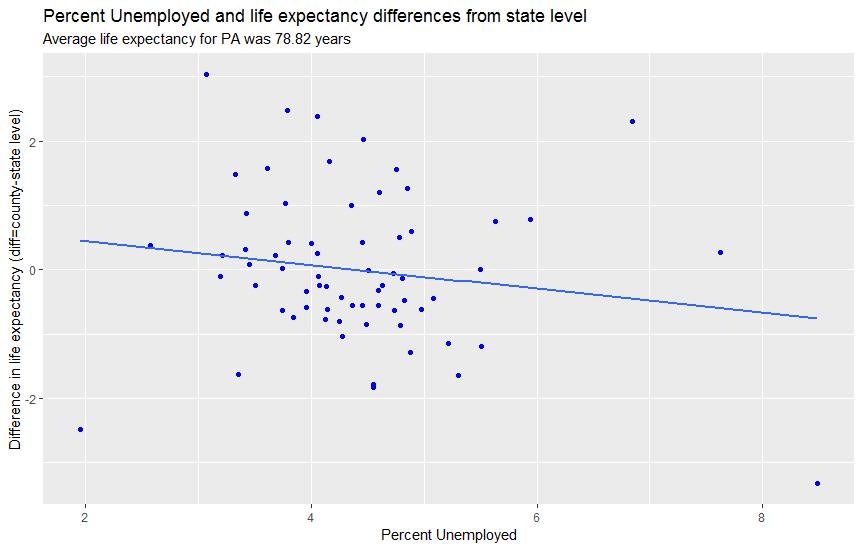 Percent Unemployed and life expectancy differences from state level
Average life expectancy for PA was 78.82 years
Difference in life expectancy (diff=county-state level)
2
0
-2
2
4
6
8
Percent Unemployed